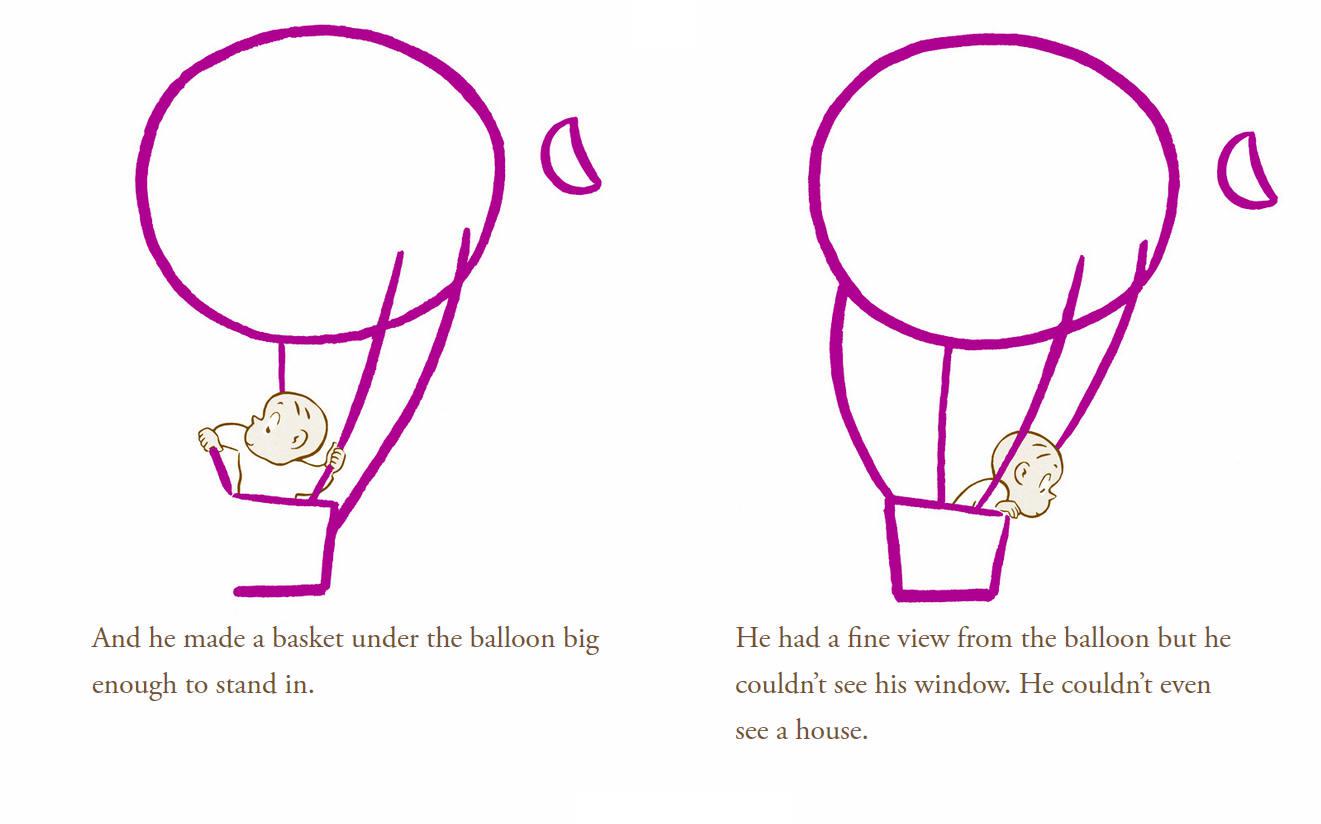 And he made a basket under the balloon big
enough to stand in.
He had a fine view from the balloon but he
couldn’t see his window. He couldn’t even
see a house.